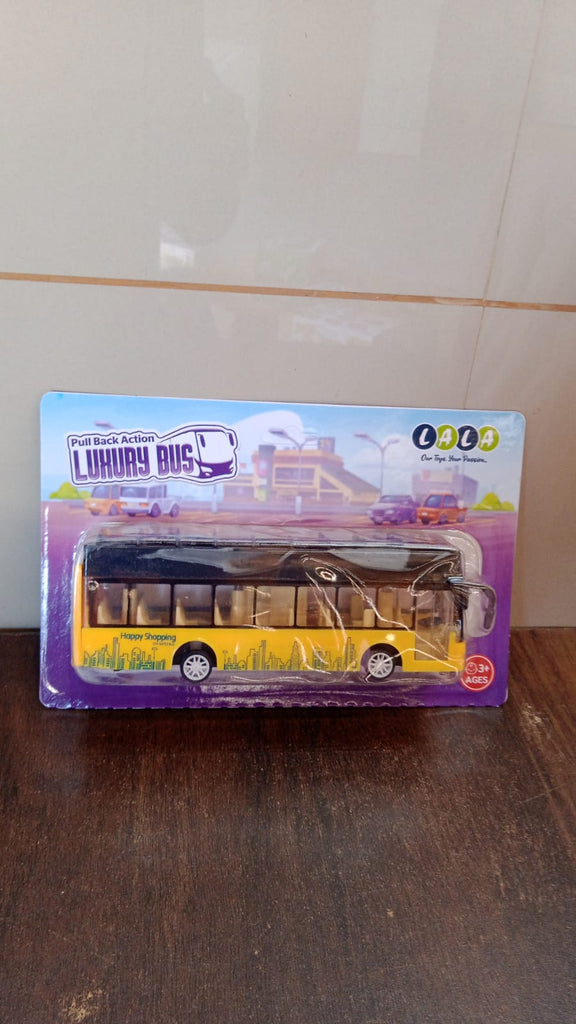 Pull Back Action
LUXURY BUS
LALA
Our Toys. Your Passion..
Happy Shopping
3+
AGES